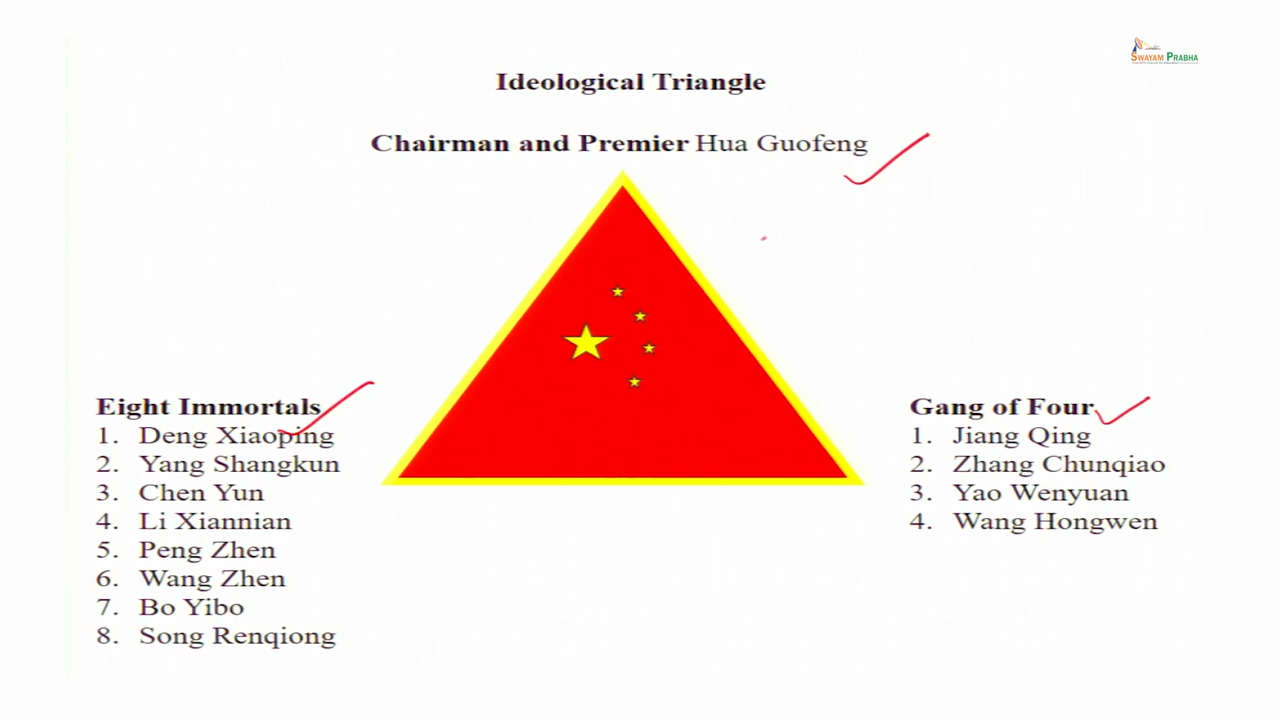 SWAYAM PRABHA
Ideological Triangle
Chairman and Premier Hua Guofeng
Eight Immortals
1. Deng Xiaoping
2. Yang Shangkun
3. Chen Yun
4. Li Xiannian
5. Peng Zhen
6. Wang Zhen
7. Bo Yibo
8. Song Renqiong
Gang of Four
1. Jiang Qing
2. Zhang Chunqiao
3. Yao Wenyuan
4. Wang Hongwen